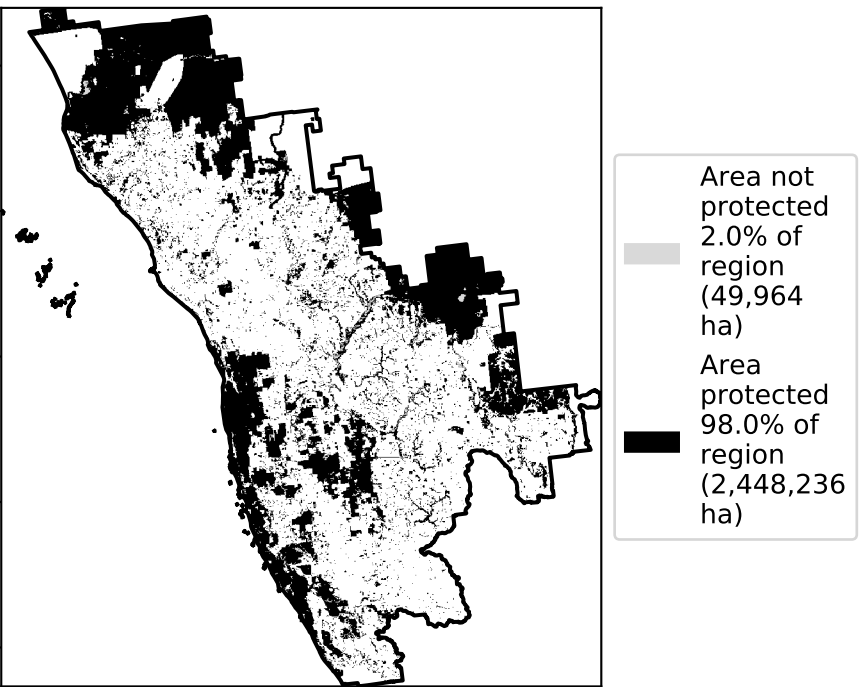 Area not
protected
2.0% of
region
(49,964
ha)
Area
protected
98.0% of
region
(2,448,236
ha)